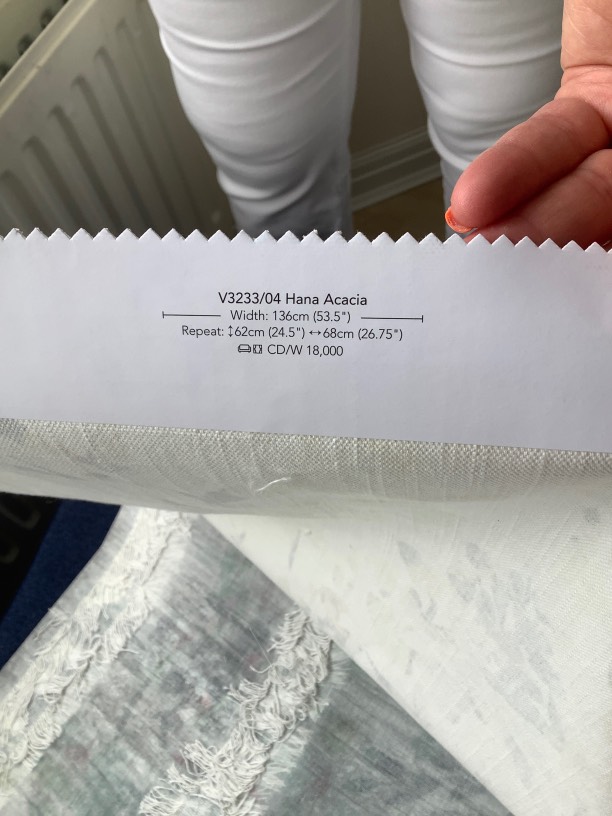 V3233/04 Hana Acacia
Width: 136cm (53.5")
Repeat: ↕62cm (24.5") ↔68cm (26.75")
CD/W 18,000